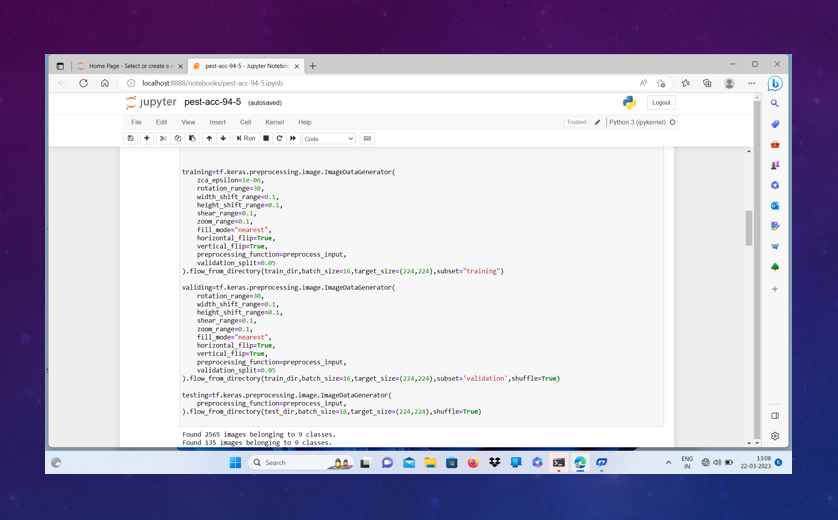 Home Page - Select or create a n
pest-acc-94-5 - Jupyter Notebook
localhost:8888/notebooks/pest-acc-94-5.ipynb
jupyter pest-acc-94-5 (autosaved)
Logout
File Edit View Insert Cell Kernel Help
Trusted
Python 3 (ipykernel)
Run
Code
training=tf.keras.preprocessing.image.ImageDataGenerator(
zca_epsilon=1e-06,
rotation_range=30,
width_shift_range=0.1,
height_shift_range=0.1,
shear_range=0.1,
zoom_range=0.1,
fill_mode="nearest",
horizontal_flip=True,
vertical_flip=True,
preprocessing_function=preprocess_input,
validation_split=0.05
).flow_from_directory(train_dir,batch_size=16,target_size=(224,224),subset="training")
validing=tf.keras.preprocessing.image.ImageDataGenerator(
rotation_range=30,
width_shift_range=0.1,
height_shift_range=0.1,
shear_range=0.1,
zoom_range=0.1,
fill_mode="nearest",
horizontal_flip=True,
vertical_flip=True,
preprocessing_function=preprocess_input,
validation_split=0.05
).flow_from_directory(train_dir,batch_size=16,target_size=(224,224),subset='validation',shuffle=True)
testing=tf.keras.preprocessing.image.ImageDataGenerator(
preprocessing_function=preprocess_input,
).flow_from_directory(test_dir,batch_size=16,target_size=(224,224),shuffle=True)
Found 2565 images belonging to 9 classes.
Found 135 images belonging to 9 classes.
Search
ENG
IN
13:08
22-03-2023